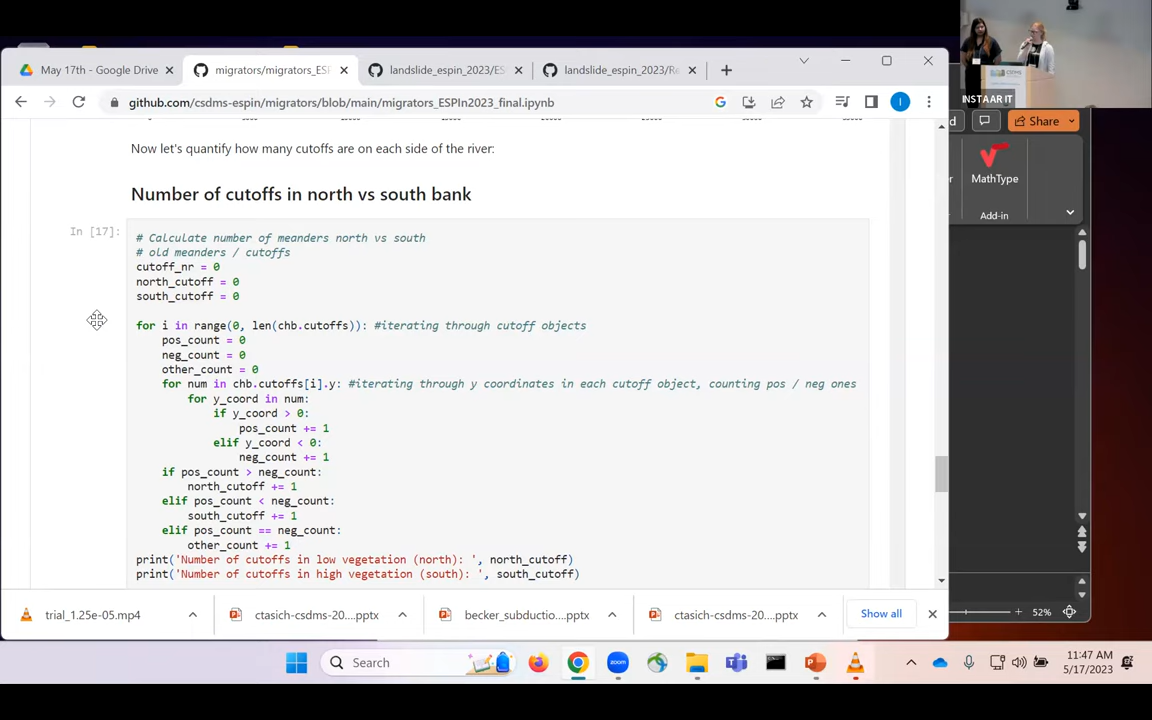 May 17th - Google Drive
migrators/migrators_ESF
landslide_espin_2023/ES
landslide_espin_2023/Re
github.com/csdms-espin/migrators/blob/main/migrators_ESPIn2023_final.ipynb
INSTAAR IT
Share
MathType
Add-in
Now let's quantify how many cutoffs are on each side of the river:
Number of cutoffs in north vs south bank
In [17]:
# Calculate number of meanders north vs south
# old meanders / cutoffs
cutoff_nr = 0
north_cutoff = 0
south_cutoff = 0
for i in range(0, len(chb.cutoffs)): #iterating through cutoff objects
pos_count = 0
neg_count = 0
other_count = 0
for num in chb.cutoffs[i].y: #iterating through y coordinates in each cutoff object, counting pos / neg ones
for y_coord in num:
if y_coord > 0:
pos_count += 1
elif y_coord < 0:
neg_count += 1
if pos_count > neg_count:
north_cutoff += 1
elif pos_count < neg_count:
south_cutoff += 1
elif pos_count == neg_count:
other_count += 1
print('Number of cutoffs in low vegetation (north): ', north_cutoff)
print('Number of cutoffs in high vegetation (south): ', south_cutoff)
52%
trial_1.25e-05.mp4
ctasich-csdms-20....pptx
becker_subductio....pptx
ctasich-csdms-20....pptx
Show all
Search
zoom
11:47 AM
5/17/2023